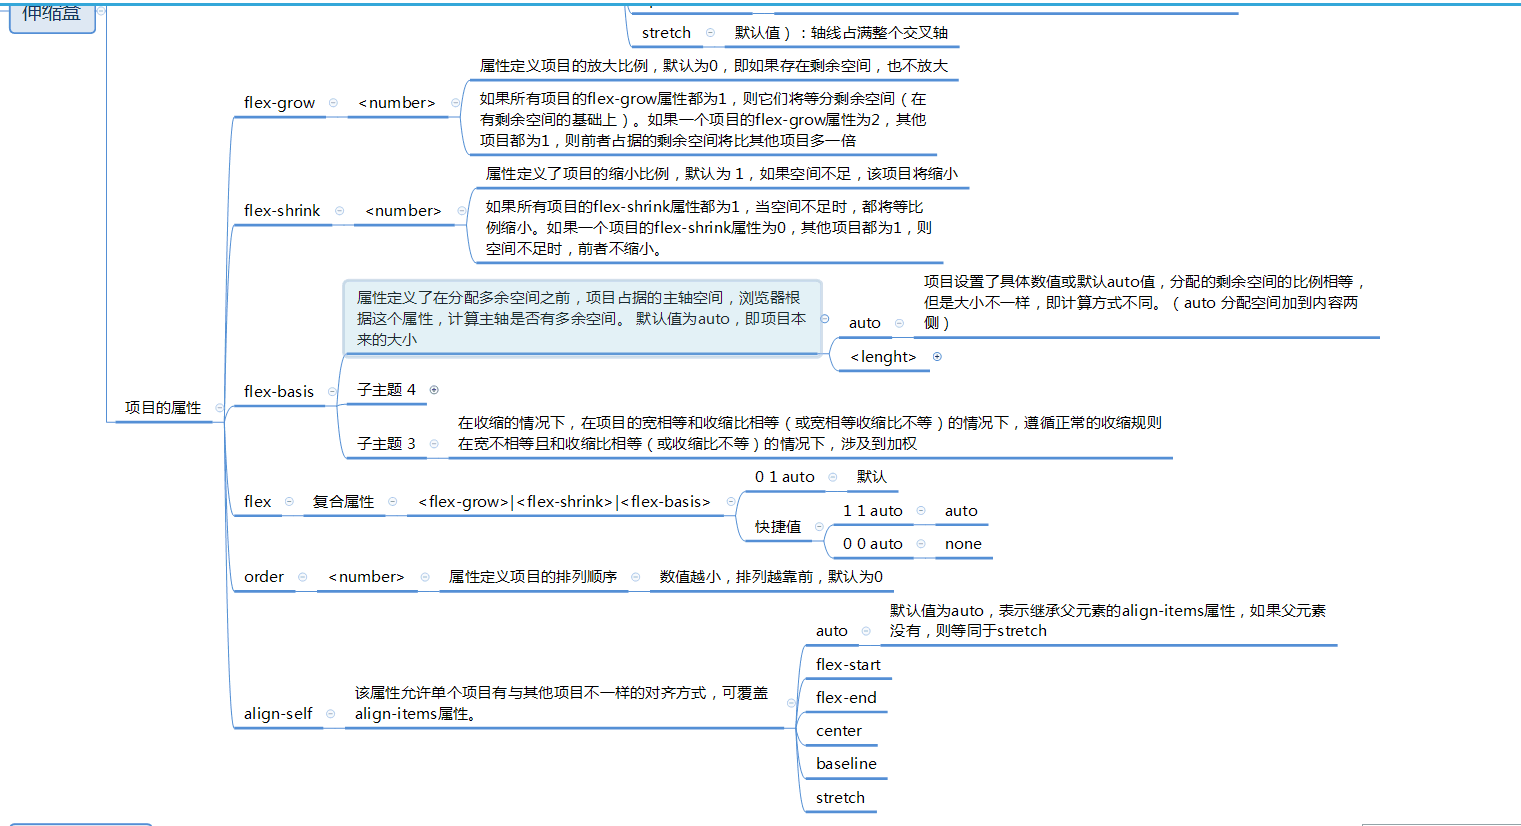 伸缩盒
stretch
默认值）：轴线占满整个交叉轴
属性定义项目的放大比例，默认为0，即如果存在剩余空间，也不放大
flex-grow
<number>
如果所有项目的flex-grow属性都为1，则它们将等分剩余空间（在
有剩余空间的基础上）。如果一个项目的flex-grow属性为2，其他
项目都为1，则前者占据的剩余空间将比其他项目多一倍
属性定义了项目的缩小比例，默认为 1，如果空间不足，该项目将缩小
flex-shrink
<number>
如果所有项目的flex-shrink属性都为1，当空间不足时，都将等比
例缩小。如果一个项目的flex-shrink属性为0，其他项目都为1，则
空间不足时，前者不缩小。
属性定义了在分配多余空间之前，项目占据的主轴空间，浏览器根
据这个属性，计算主轴是否有多余空间。 默认值为auto，即项目本
来的大小
项目设置了具体数值或默认auto值，分配的剩余空间的比例相等，
但是大小不一样，即计算方式不同。（auto 分配空间加到内容两
侧）
auto
<lenght>
flex-basis
子主题 4
项目的属性
子主题 3
在收缩的情况下，在项目的宽相等和收缩比相等（或宽相等收缩比不等）的情况下，遵循正常的收缩规则
在宽不相等且和收缩比相等（或收缩比不等）的情况下，涉及到加权
flex
复合属性
<flex-grow>|<flex-shrink>|<flex-basis>
0 1 auto
默认
快捷值
1 1 auto
auto
0 0 auto
none
order
<number>
属性定义项目的排列顺序
数值越小，排列越靠前，默认为0
align-self
该属性允许单个项目有与其他项目不一样的对齐方式，可覆盖
align-items属性。
auto
默认值为auto，表示继承父元素的align-items属性，如果父元素
没有，则等同于stretch
flex-start
flex-end
center
baseline
stretch